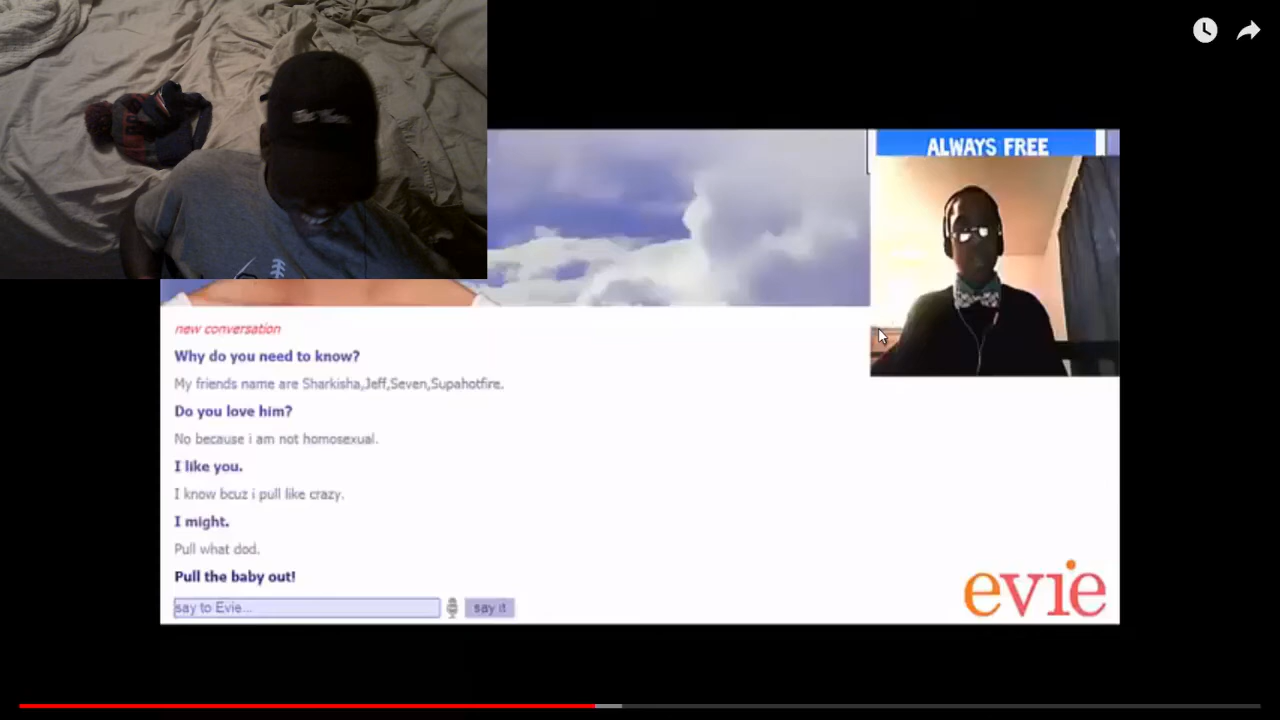 ALWAYS FREE
new conversation
Why do you need to know?
My friends name are Sharkisha,Jeff,Seven,Supahotfire.
Do you love him?
No because i am not homosexual.
I like you.
I know bcuz i pull like crazy.
I might.
Pull what dod.
Pull the baby out!
say to Evie...
say it
evie